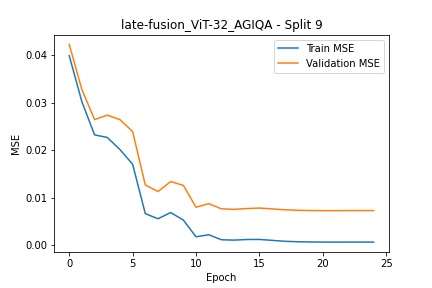 late-fusion_ViT-32_AGIQA - Split 9
Train MSE
Validation MSE
0.04
0.03
0.02
0.01
0.00
MSE
0 5 10 15 20 25
Epoch